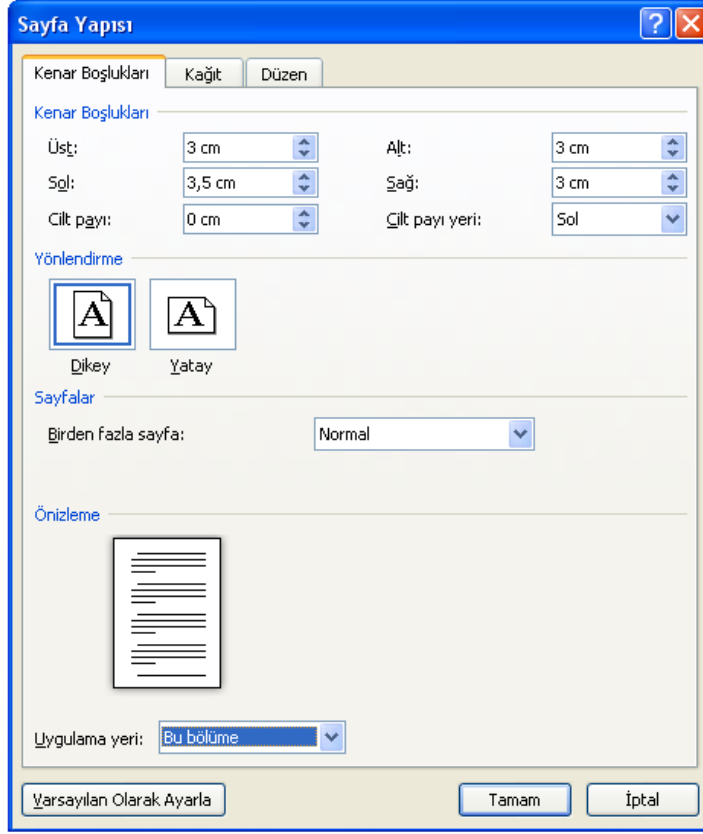 Sayfa Yapısı
Kenar Boşlukları Kağıt Düzen
Kenar Boşlukları
Üst: 3 cm Alt: 3 cm
Sol: 3,5 cm Sağ: 3 cm
Cilt payı: 0 cm Cilt payı yeri: Sol
Yönlendirme
A A
Dikey Yatay
Sayfalar
Birden fazla sayfa: Normal
Önizleme
Uygulama yeri: Bu bölüme
Varsayılan Olarak Ayarla Tamam İptal